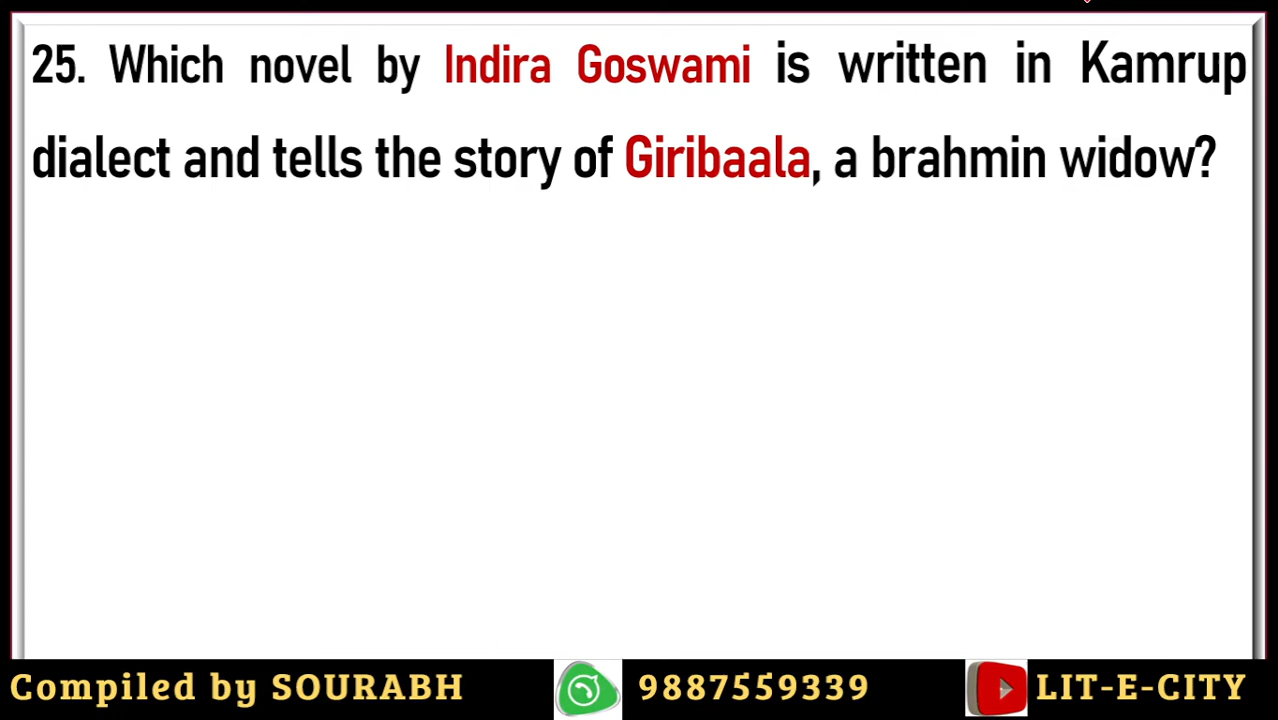 25. Which novel by Indira Goswami is written in Kamrup
dialect and tells the story of Giribaala, a brahmin widow?
Compiled by SOURABH 9887559339 LIT-E-CITY